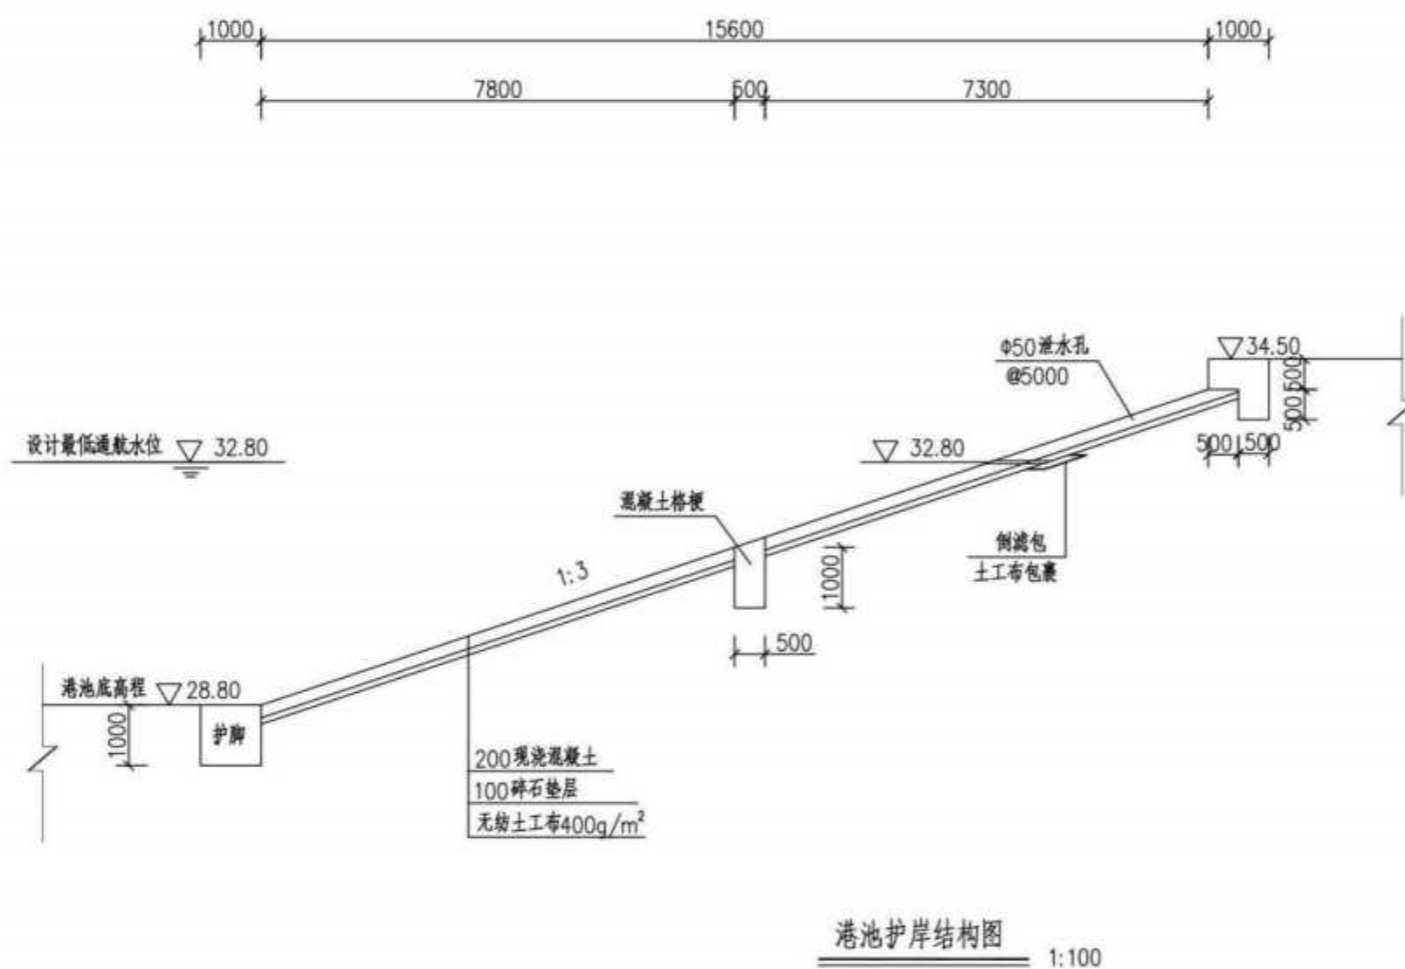 1000
15600
1000
7800
500
7300
Φ50泄水孔
@5000
34.50
500
500
500
500
设计最低通航水位 32.80
32.80
混凝土格梗
倒滤包
土工布包裹
1:3
1000
500
港池底高程 28.80
1000
护脚
200现浇混凝土
100碎石垫层
无纺土工布400g/m²
港池护岸结构图
1:100